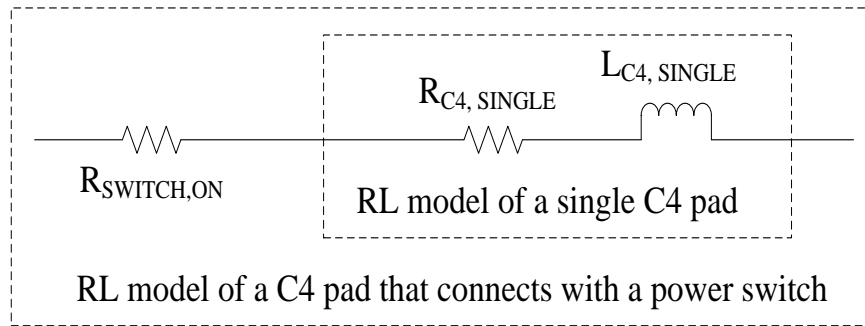 L_C4, SINGLE
R_C4, SINGLE
R_SWITCH,ON
RL model of a single C4 pad
RL model of a C4 pad that connects with a power switch